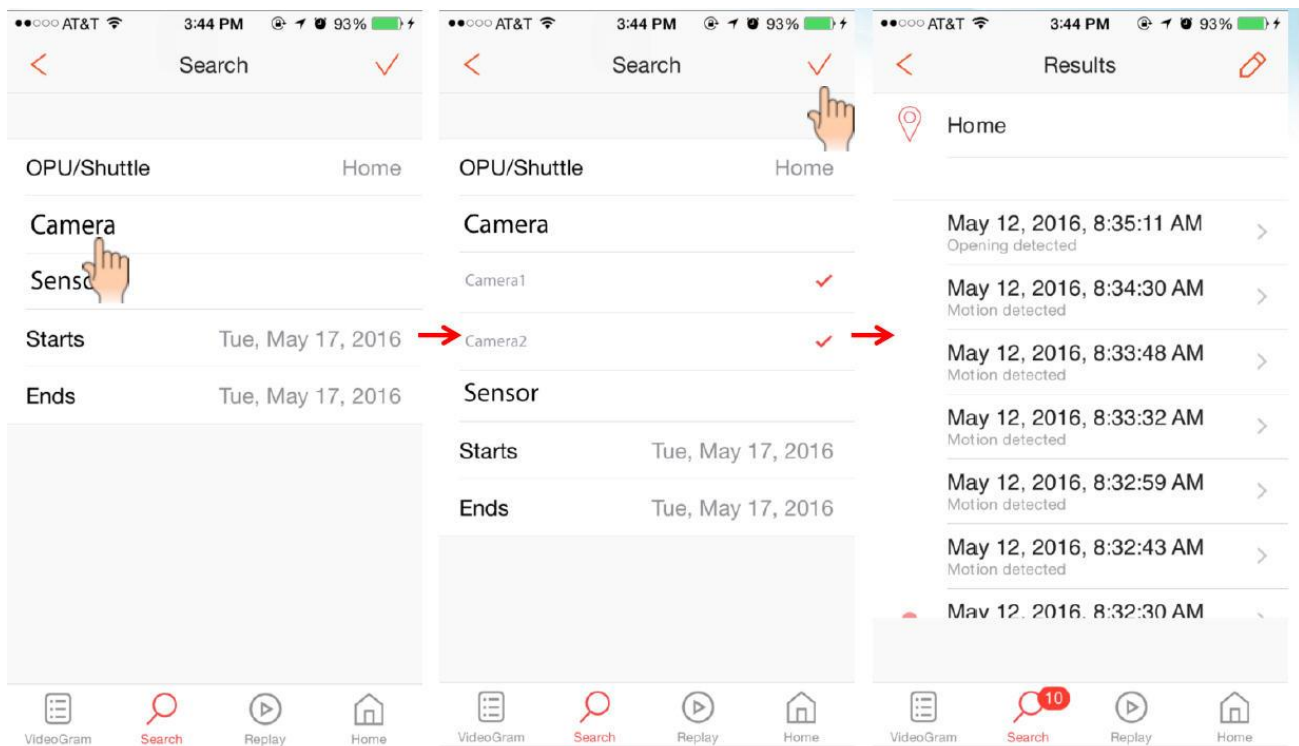 AT&T 3:44 PM 93%
Search
OPU/Shuttle Home
Camera
Senso
Starts Tue, May 17, 2016
Ends Tue, May 17, 2016
VideoGram Search Replay Home
AT&T 3:44 PM 93%
Search
OPU/Shuttle Home
Camera
Camera1
Camera2
Sensor
Starts Tue, May 17, 2016
Ends Tue, May 17, 2016
VideoGram Search Replay Home
AT&T 3:44 PM 93%
Results
Home
May 12, 2016, 8:35:11 AM
Opening detected
May 12, 2016, 8:34:30 AM
Motion detected
May 12, 2016, 8:33:48 AM
Motion detected
May 12, 2016, 8:33:32 AM
Motion detected
May 12, 2016, 8:32:59 AM
Motion detected
May 12, 2016, 8:32:43 AM
Motion detected
May 12, 2016, 8:32:30 AM
10
VideoGram Search Replay Home